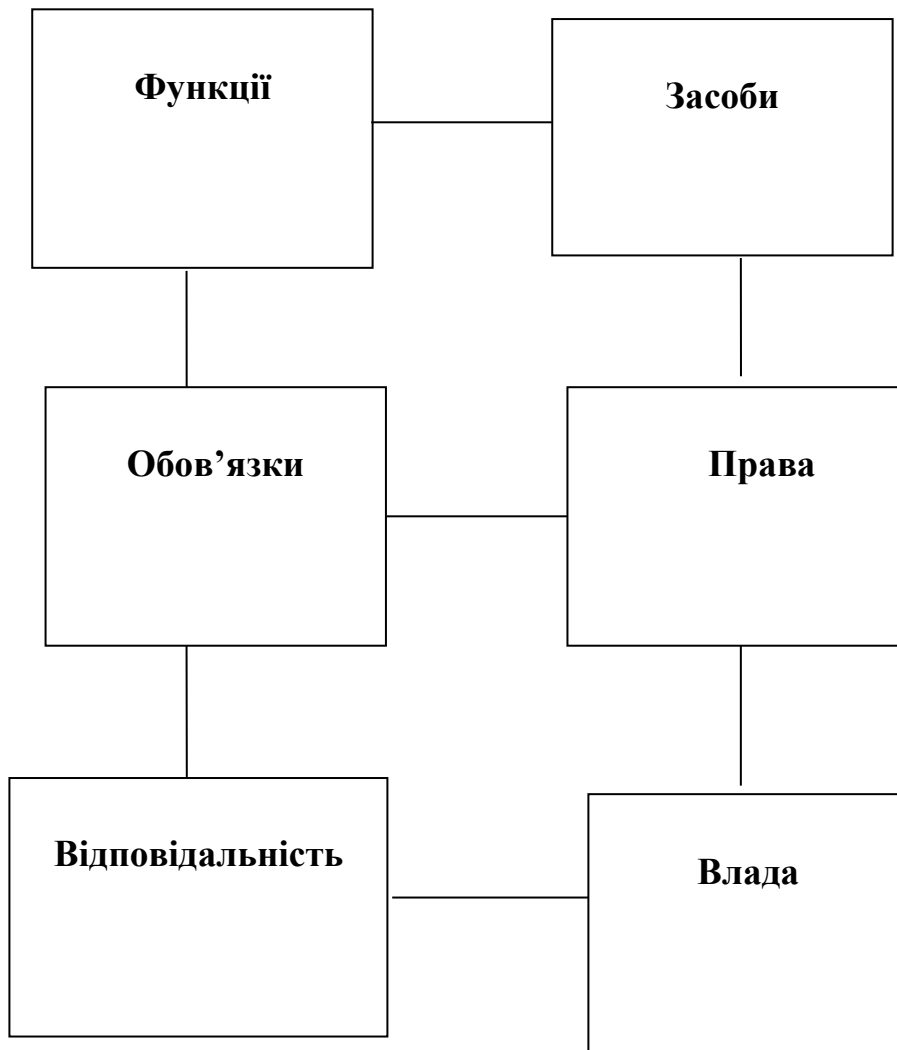 Функції
Засоби
Обов’язки
Права
Відповідальність
Влада